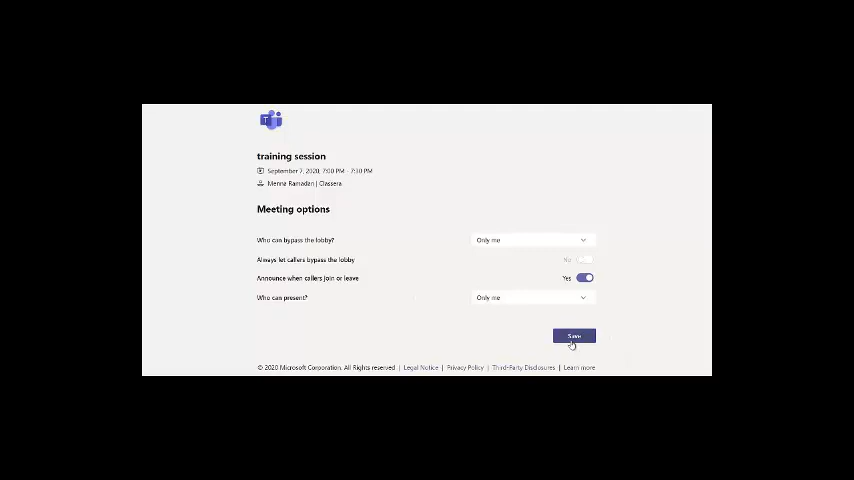 training session
September 7, 2020, 7:00 PM - 7:30 PM
Menna Ramadan | Classera
Meeting options
Who can bypass the lobby? Only me
Always let callers bypass the lobby No
Announce when callers join or leave Yes
Who can present? Only me
Save
© 2020 Microsoft Corporation. All Rights reserved | Legal Notice | Privacy Policy | Third-Party Disclosures | Learn more